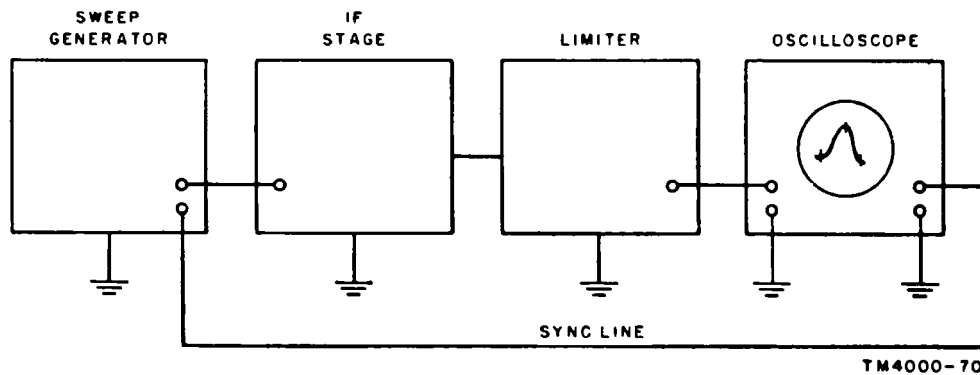 SWEEP
GENERATOR
IF
STAGE
LIMITER
OSCILLOSCOPE
SYNC LINE
TM4000-70